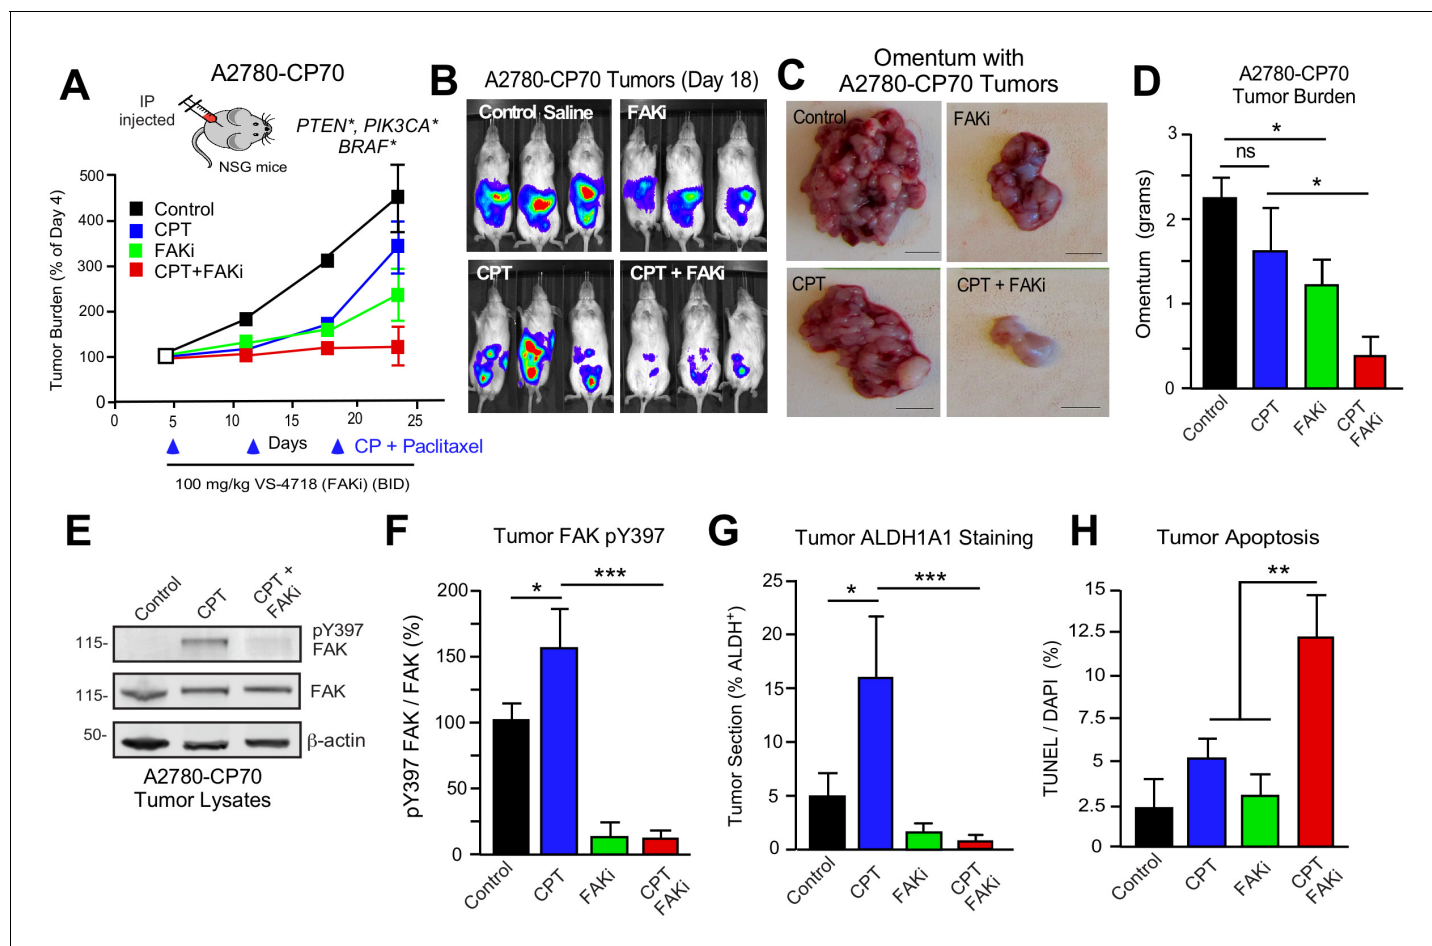 A
A2780-CP70
IP
injected
NSG mice
PTEN*, PIK3CA*
BRAF*
Tumor Burden (% of Day 4)
500
400
300
200
100
0
Control
CPT
FAKi
CPT+FAKi
0 5 10 15 20 25
Days
CP + Paclitaxel
100 mg/kg VS-4718 (FAKi) (BID)
B
A2780-CP70 Tumors (Day 18)
Control Saline
FAKi
CPT
CPT + FAKi
C
Omentum with
A2780-CP70 Tumors
Control
FAKi
CPT
CPT + FAKi
D
A2780-CP70
Tumor Burden
Omentum (grams)
3
2
1
0
*
ns
*
Control
CPT
FAKi
CPT
FAKi
E
Control
CPT
CPT +
FAKi
115-
pY397
FAK
115-
FAK
50-
β-actin
A2780-CP70
Tumor Lysates
F
Tumor FAK pY397
pY397 FAK / FAK (%)
200
150
100
50
0
*
***
Control
CPT
FAKi
CPT
FAKi
G
Tumor ALDH1A1 Staining
Tumor Section (% ALDH+)
25
20
15
10
5
0
*
***
Control
CPT
FAKi
CPT
FAKi
H
Tumor Apoptosis
TUNEL / DAPI (%)
15
12.5
10
7.5
5
2.5
0
**
Control
CPT
FAKi
CPT
FAKi